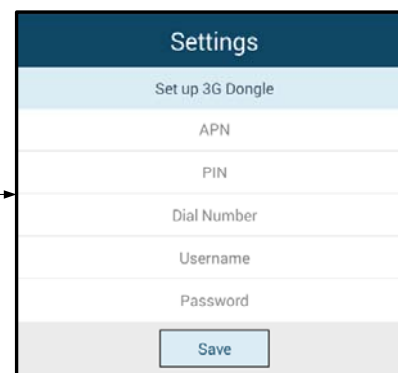 Settings
Set up 3G Dongle
APN
PIN
Dial Number
Username
Password
Save